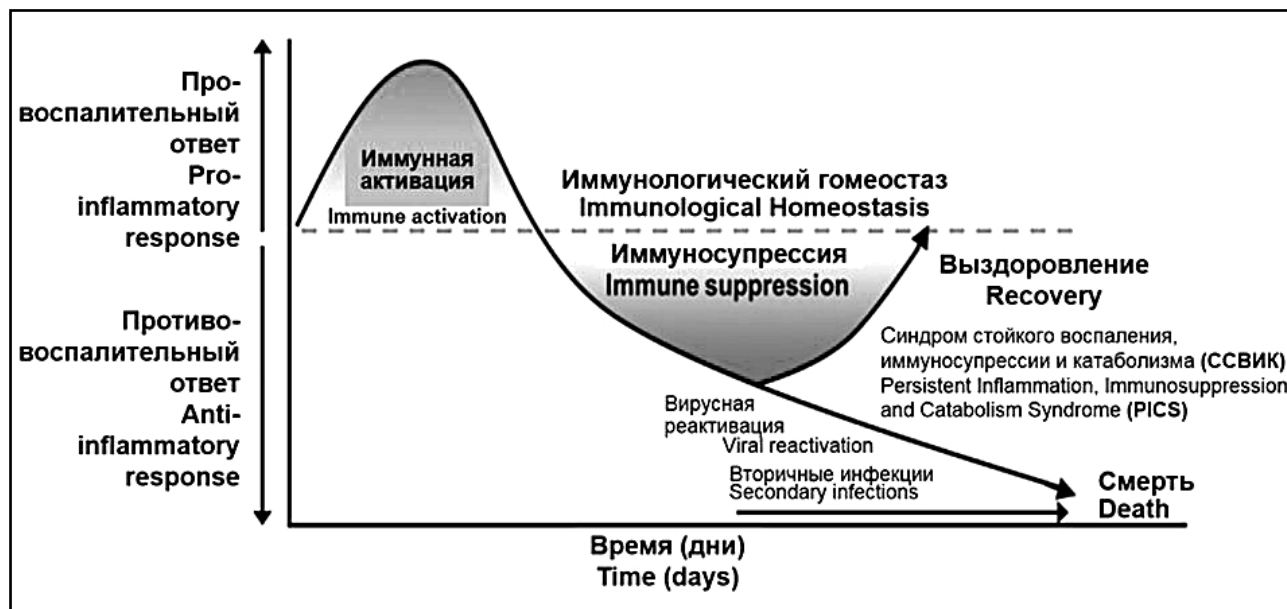 Про-
воспалительный
ответ
Pro-
inflammatory
response
Противо-
воспалительный
ответ
Anti-
inflammatory
response
Иммунная
активация
Immune activation
Иммунологический гомеостаз
Immunological Homeostasis
Иммуносупрессия
Immune suppression
Выздоровление
Recovery
Синдром стойкого воспаления,
иммуносупрессии и катаболизма (ССВИК)
Persistent Inflammation, Immunosuppression
and Catabolism Syndrome (PICS)
Вирусная
реактивация
Viral reactivation
Вторичные инфекции
Secondary infections
Смерть
Death
Время (дни)
Time (days)